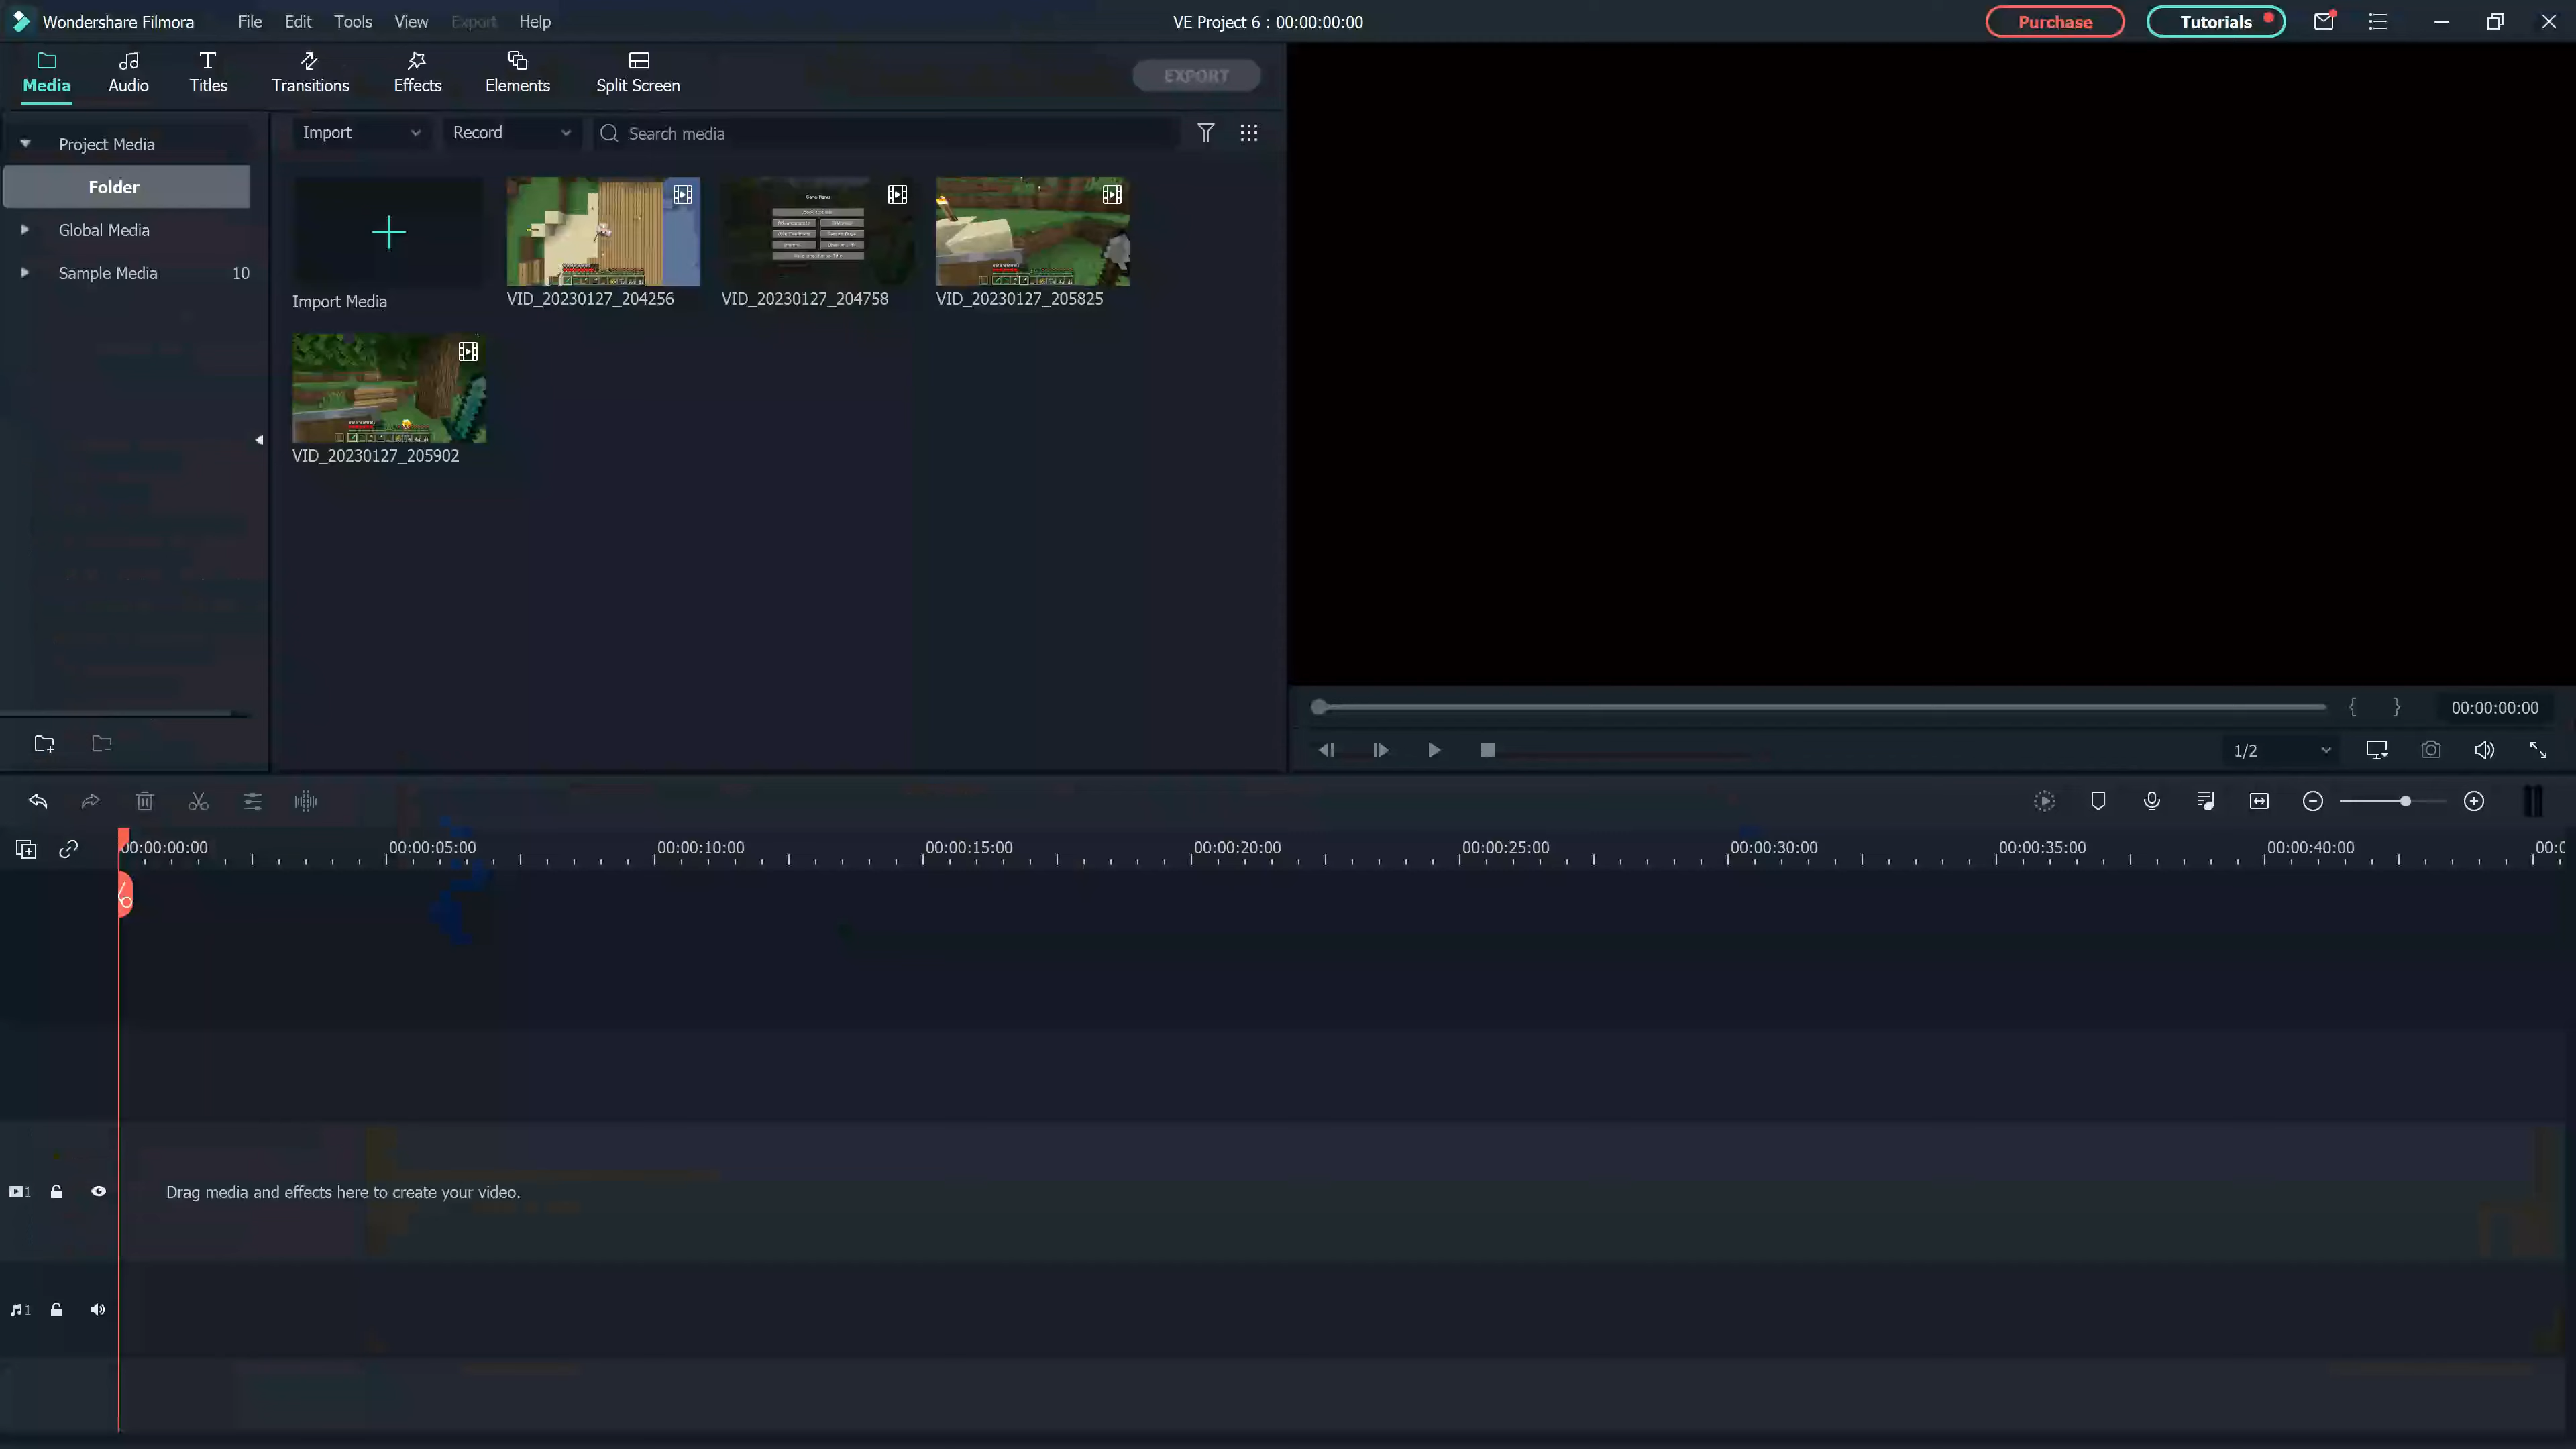 Wondershare Filmora File Edit Tools View Export Help VE Project 6 : 00:00:00:00 Purchase Tutorials
Media Audio Titles Transitions Effects Elements Split Screen EXPORT
Project Media
Folder
Global Media
Sample Media 10
Import Record Search media
Import Media VID_20230127_204256 VID_20230127_204758 VID_20230127_205825
Game Menu
VID_20230127_205902
{ } 00:00:00:00
1/2
00:00:00:00 00:00:05:00 00:00:10:00 00:00:15:00 00:00:20:00 00:00:25:00 00:00:30:00 00:00:35:00 00:00:40:00
1 Drag media and effects here to create your video.
1